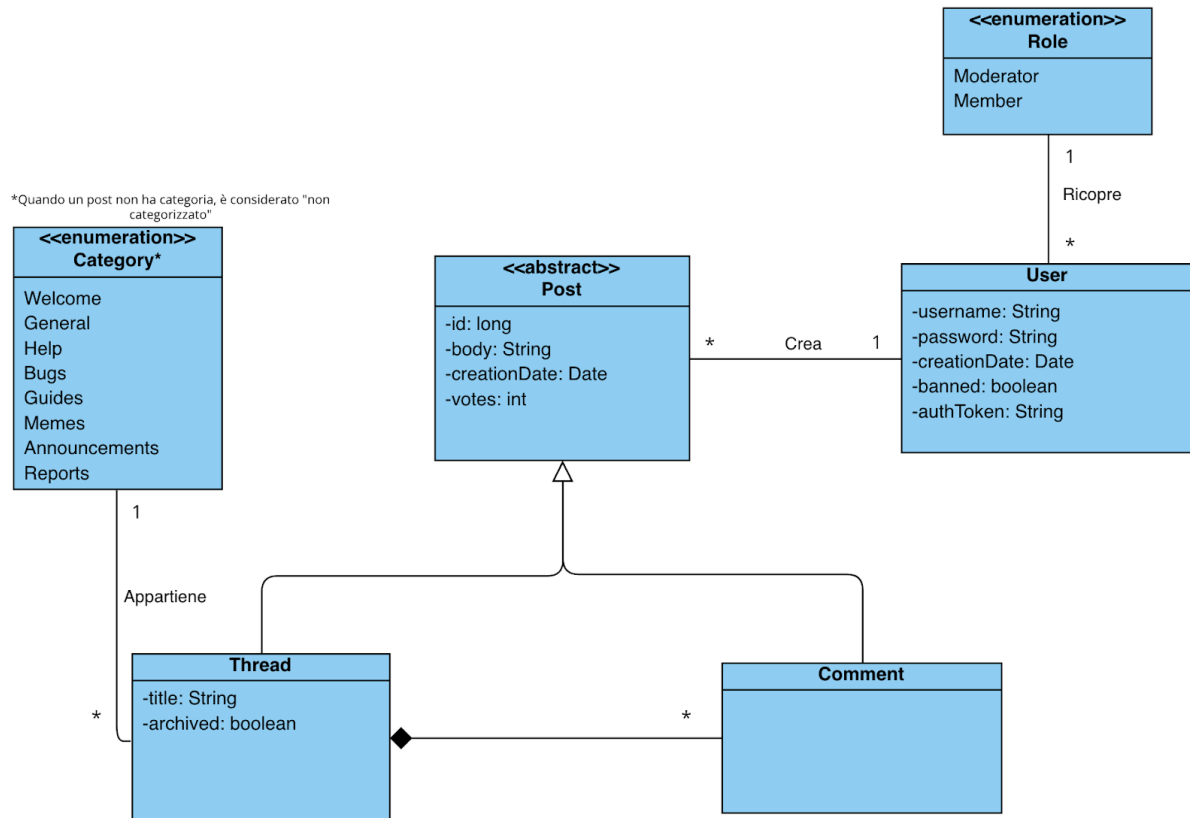 <<enumeration>>
Role
Moderator
Member
1
Ricopre
*
*Quando un post non ha categoria, è considerato "non
categorizzato"
<<enumeration>>
Category*
Welcome
General
Help
Bugs
Guides
Memes
Announcements
Reports
<<abstract>>
Post
-id: long
-body: String
-creationDate: Date
-votes: int
*
Crea
1
User
-username: String
-password: String
-creationDate: Date
-banned: boolean
-authToken: String
1
Appartiene
*
Thread
-title: String
-archived: boolean
*
Comment